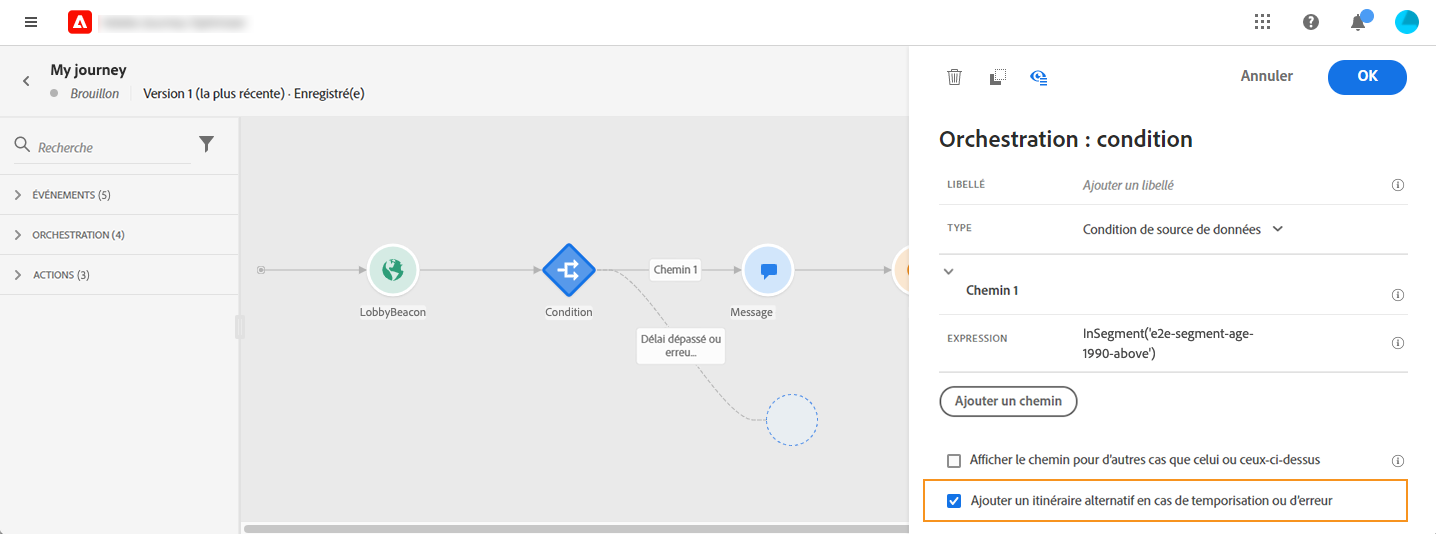 My journey
Brouillon
Version 1 (la plus récente) · Enregistré(e)
Annuler
OK
Recherche
ÉVÉNEMENTS (5)
ORCHESTRATION (4)
ACTIONS (3)
LobbyBeacon
Condition
Chemin 1
Message
Délai dépassé ou
erreu...
Orchestration : condition
LIBELLÉ
Ajouter un libellé
TYPE
Condition de source de données
Chemin 1
EXPRESSION
InSegment('e2e-segment-age-
1990-above')
Ajouter un chemin
Afficher le chemin pour d'autres cas que celui ou ceux-ci-dessus
Ajouter un itinéraire alternatif en cas de temporisation ou d'erreur